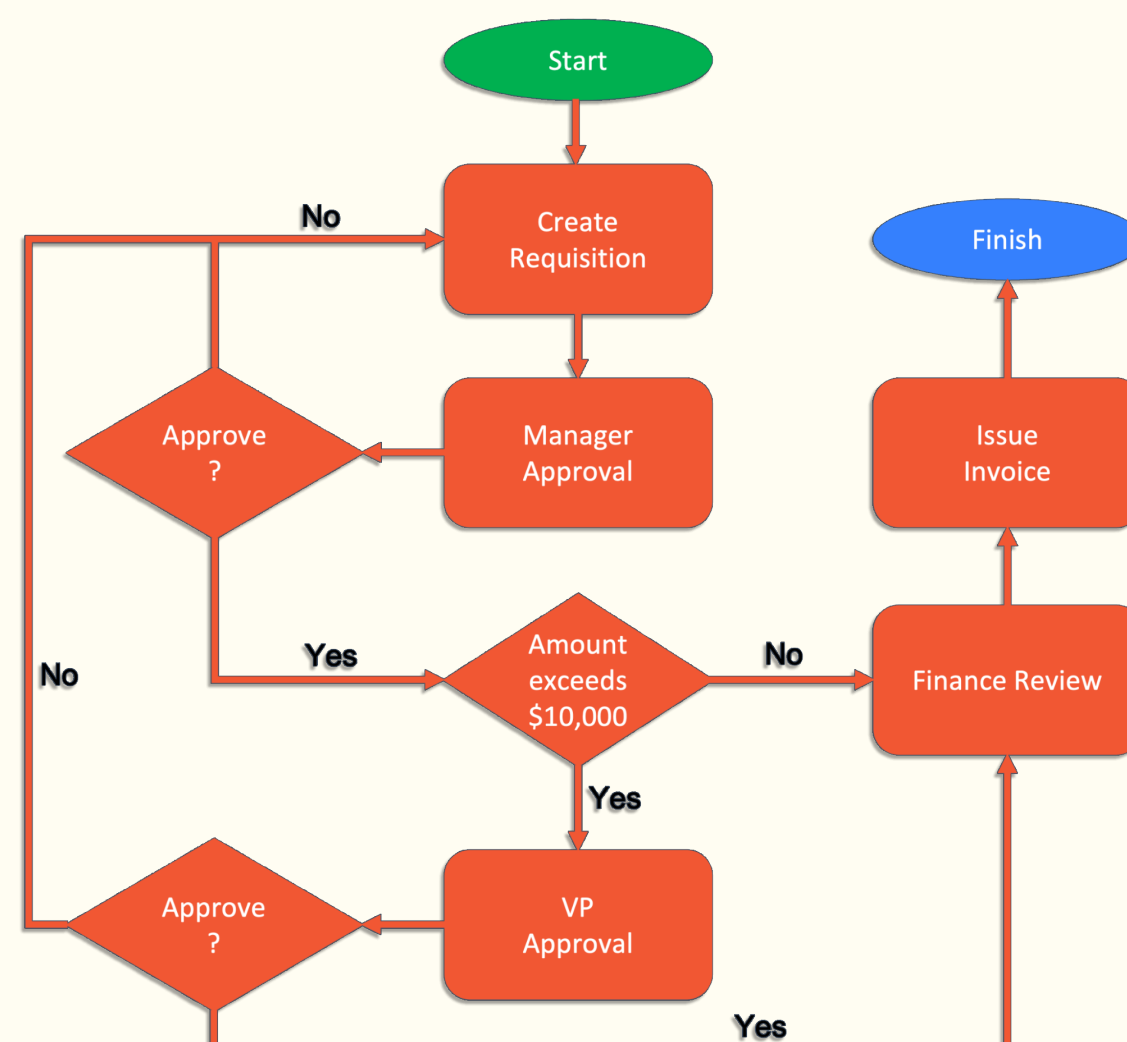 Start
No
Create
Requisition
Finish
Approve
?
Manager
Approval
Issue
Invoice
Yes
Amount
exceeds
$10,000
No
Finance Review
No
Yes
Approve
?
VP
Approval
Yes